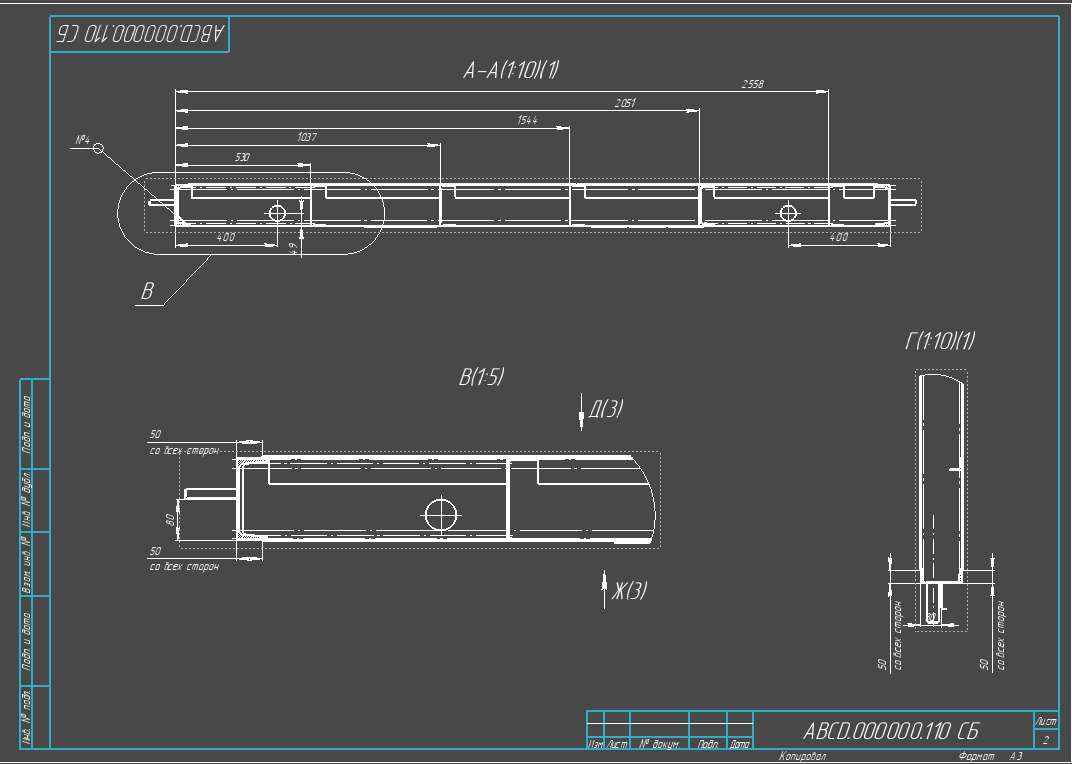 ABCD.000000.110 СБ
А-А(1:10)(1)
2558
2051
1544
1037
530
№4
400
49
400
В
Г(1:10)(1)
В(1:5)
Д(3)
50
со всех сторон
80
50
со всех сторон
Ж(3)
50
со всех сторон
50
со всех сторон
Подп. и дата
Инв. № дубл.
Взам. инв. №
Подп. и дата
Инв. № подл.
Изм.
Лист
№ докум.
Подп.
Дата
ABCD.000000.110 СБ
Лист
2
Копировал
Формат А3